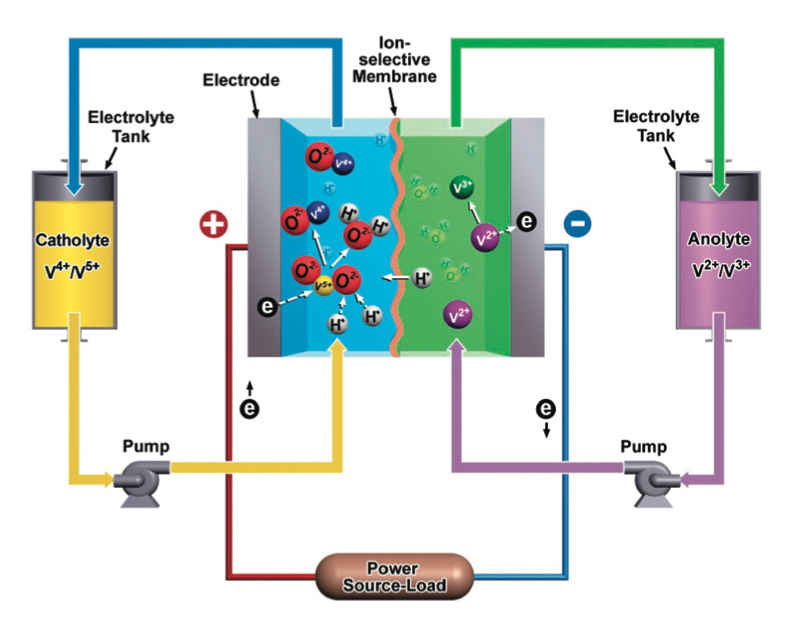 Ion-
selective
Membrane
Electrode
Electrolyte
Tank
Electrolyte
Tank
Catholyte
V⁴⁺/V⁵⁺
Anolyte
V²⁺/V³⁺
+
-
O²⁻
V⁴⁺
H⁺
H⁺
O²⁻
V⁴⁺
H⁺
H⁺
O²⁻
H⁺
O²⁻
V⁵⁺
O²⁻
e
H⁺
H⁺
H⁺
H⁺
V³⁺
V²⁺
e
V²⁺
e
e
Pump
Pump
Power
Source-Load